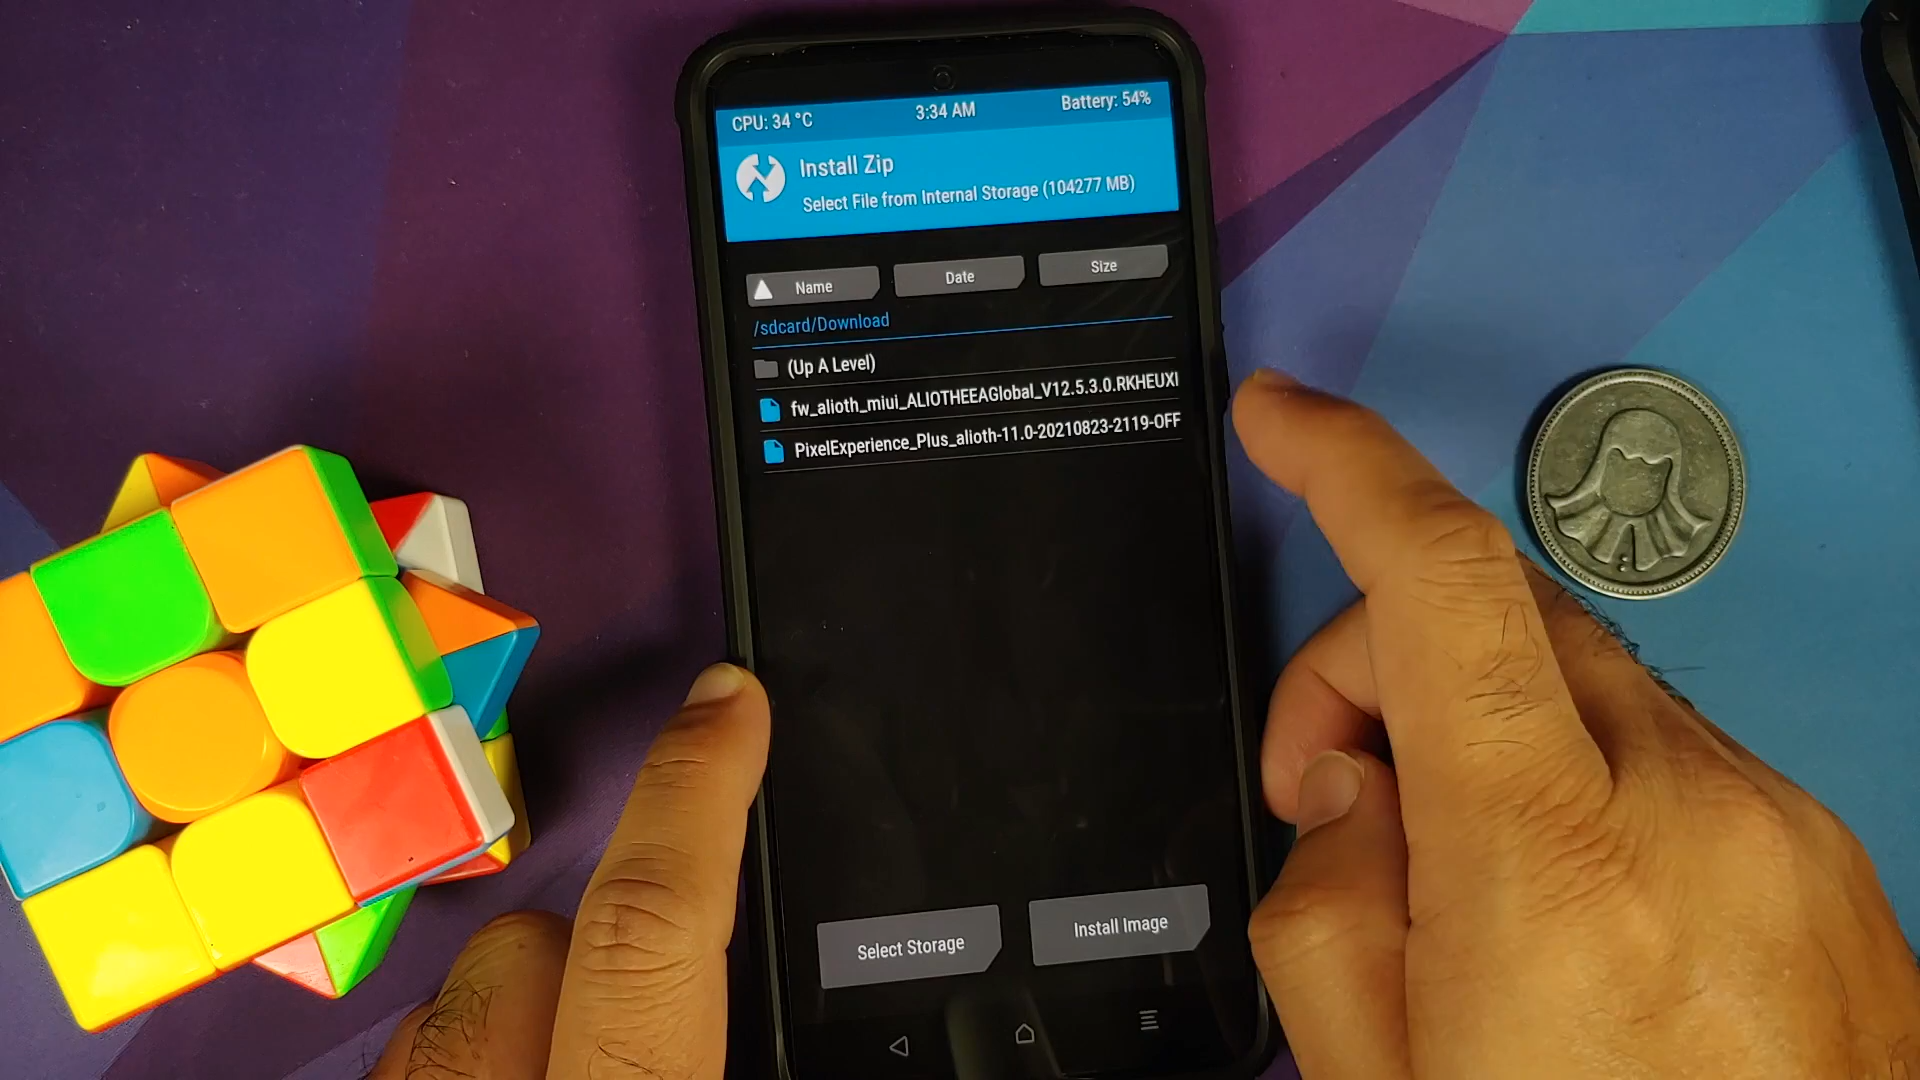 CPU: 34 °C 3:34 AM Battery: 54%
Install Zip
Select File from Internal Storage (104277 MB)
Name Date Size
/sdcard/Download
(Up A Level)
fw_alioth_miui_ALIOTHEEAGlobal_V12.5.3.0.RKHEUXI
PixelExperience_Plus_alioth-11.0-20210823-2119-OFF
Select Storage Install Image